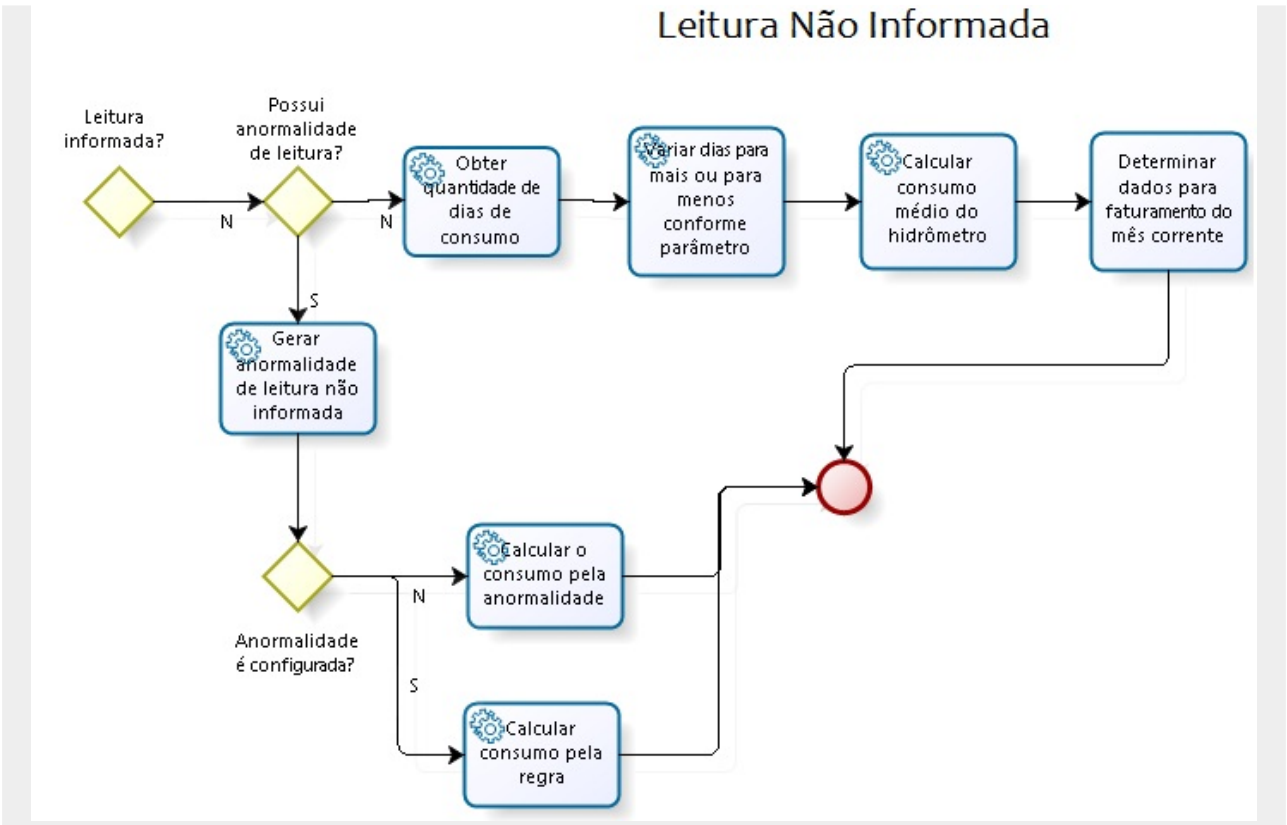 Leitura Não Informada
Leitura
informada?
Possui
anormalidade
de leitura?
N
N
Obter
quantidade de
dias de
consumo
Variar dias para
mais ou para
menos
conforme
parâmetro
Calcular
consumo
médio do
hidrômetro
Determinar
dados para
faturamento do
mês corrente
S
Gerar
anormalidade
de leitura não
informada
Anormalidade
é configurada?
N
Calcular o
consumo pela
anormalidade
S
Calcular
consumo pela
regra